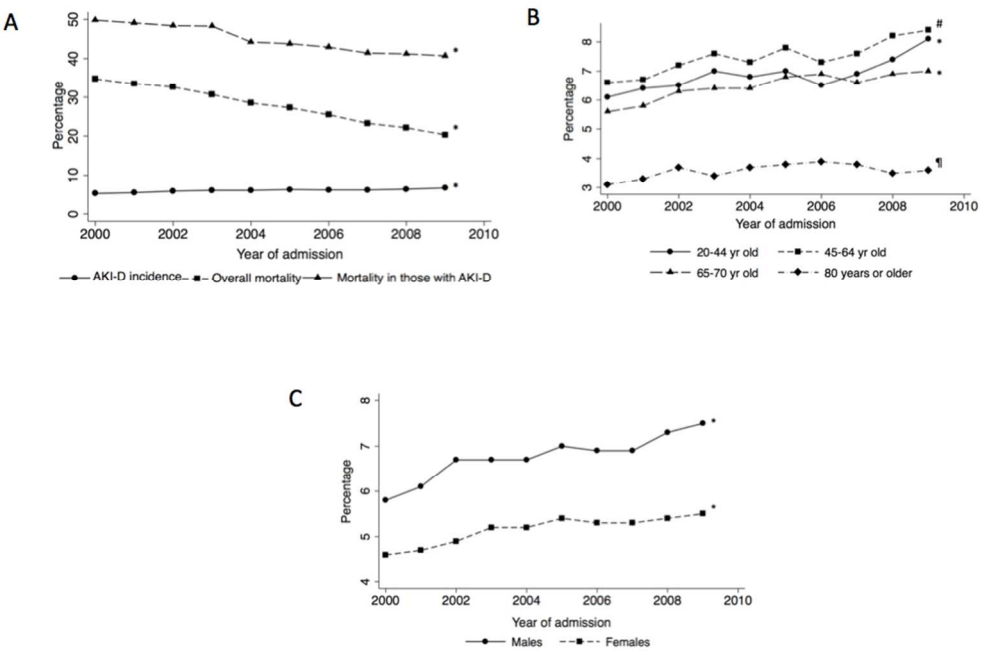 A
50
40
30
20
10
0
Percentage
*
*
*
2000 2002 2004 2006 2008 2010
Year of admission
AKI-D incidence Overall mortality Mortality in those with AKI-D
B
8
7
6
5
4
3
Percentage
#
*
*
¶
2000 2002 2004 2006 2008 2010
Year of admission
20-44 yr old 45-64 yr old
65-70 yr old 80 years or older
C
8
7
6
5
4
Percentage
*
*
2000 2002 2004 2006 2008 2010
Year of admission
Males Females